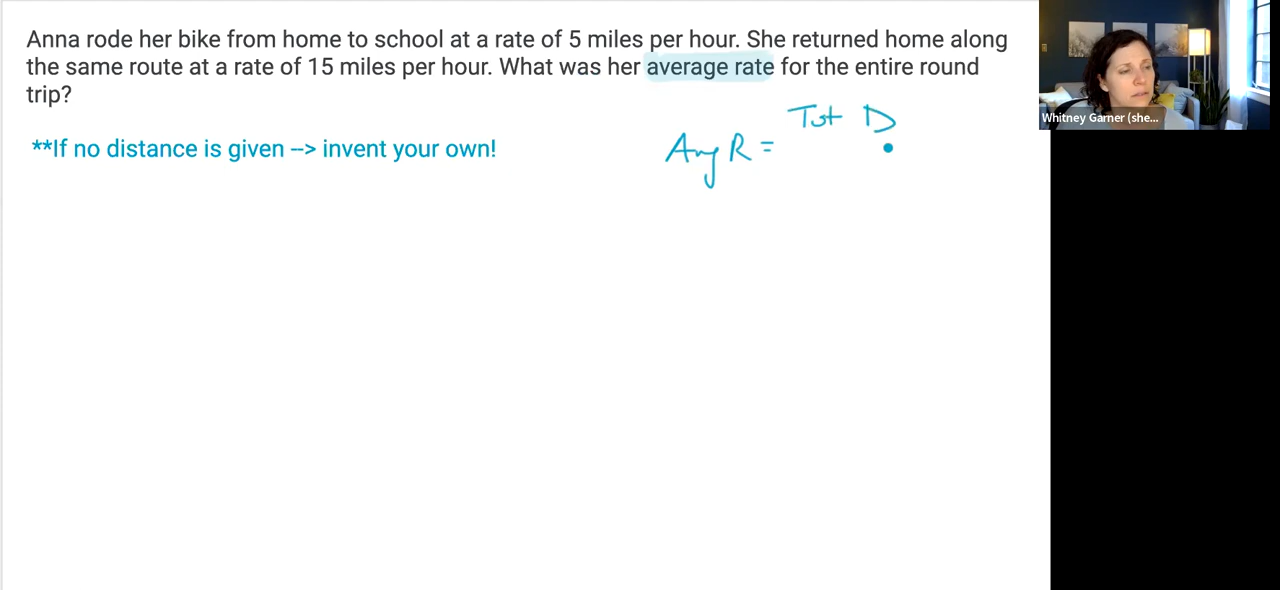 Anna rode her bike from home to school at a rate of 5 miles per hour. She returned home along
the same route at a rate of 15 miles per hour. What was her average rate for the entire round
trip?
**If no distance is given --> invent your own!
Tot D
Avg R =
Whitney Garner (she...